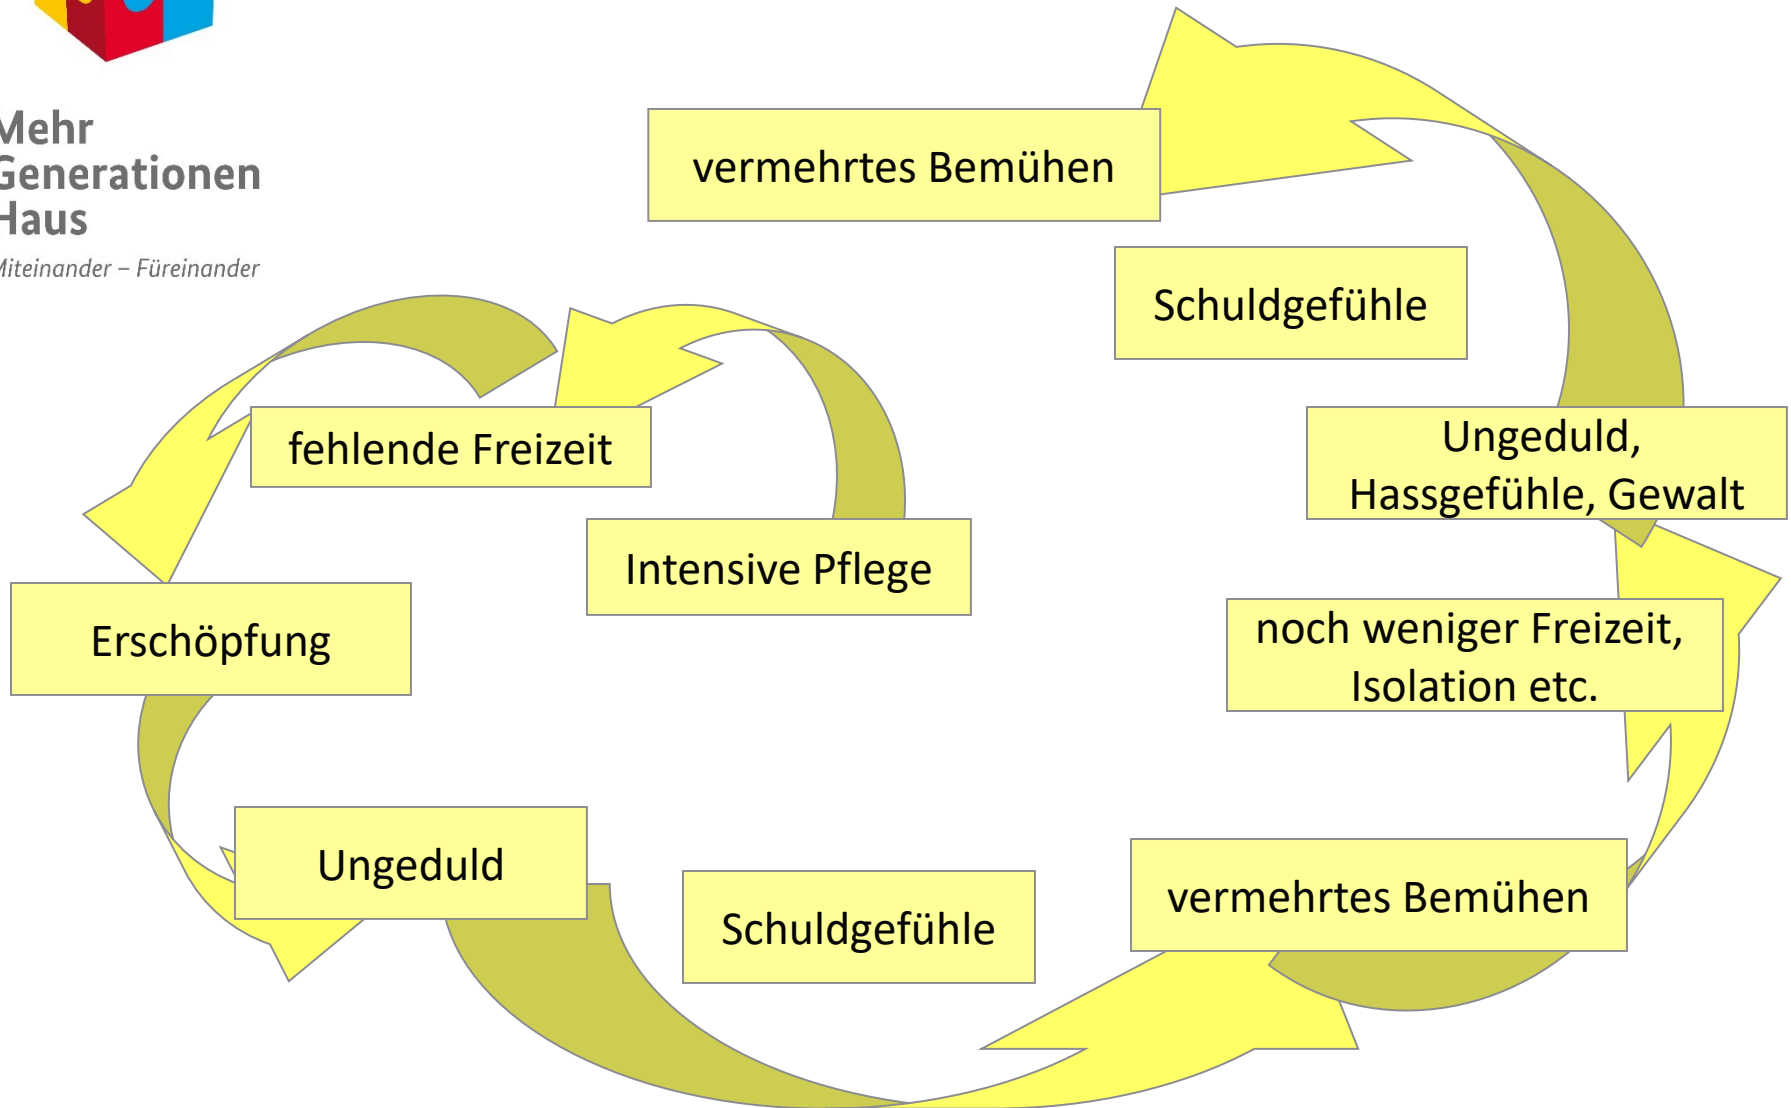 Mehr
Generationen
Haus
Miteinander – Füreinander
vermehrtes Bemühen
Schuldgefühle
fehlende Freizeit
Ungeduld,
Hassgefühle, Gewalt
Intensive Pflege
Erschöpfung
noch weniger Freizeit,
Isolation etc.
Ungeduld
Schuldgefühle
vermehrtes Bemühen